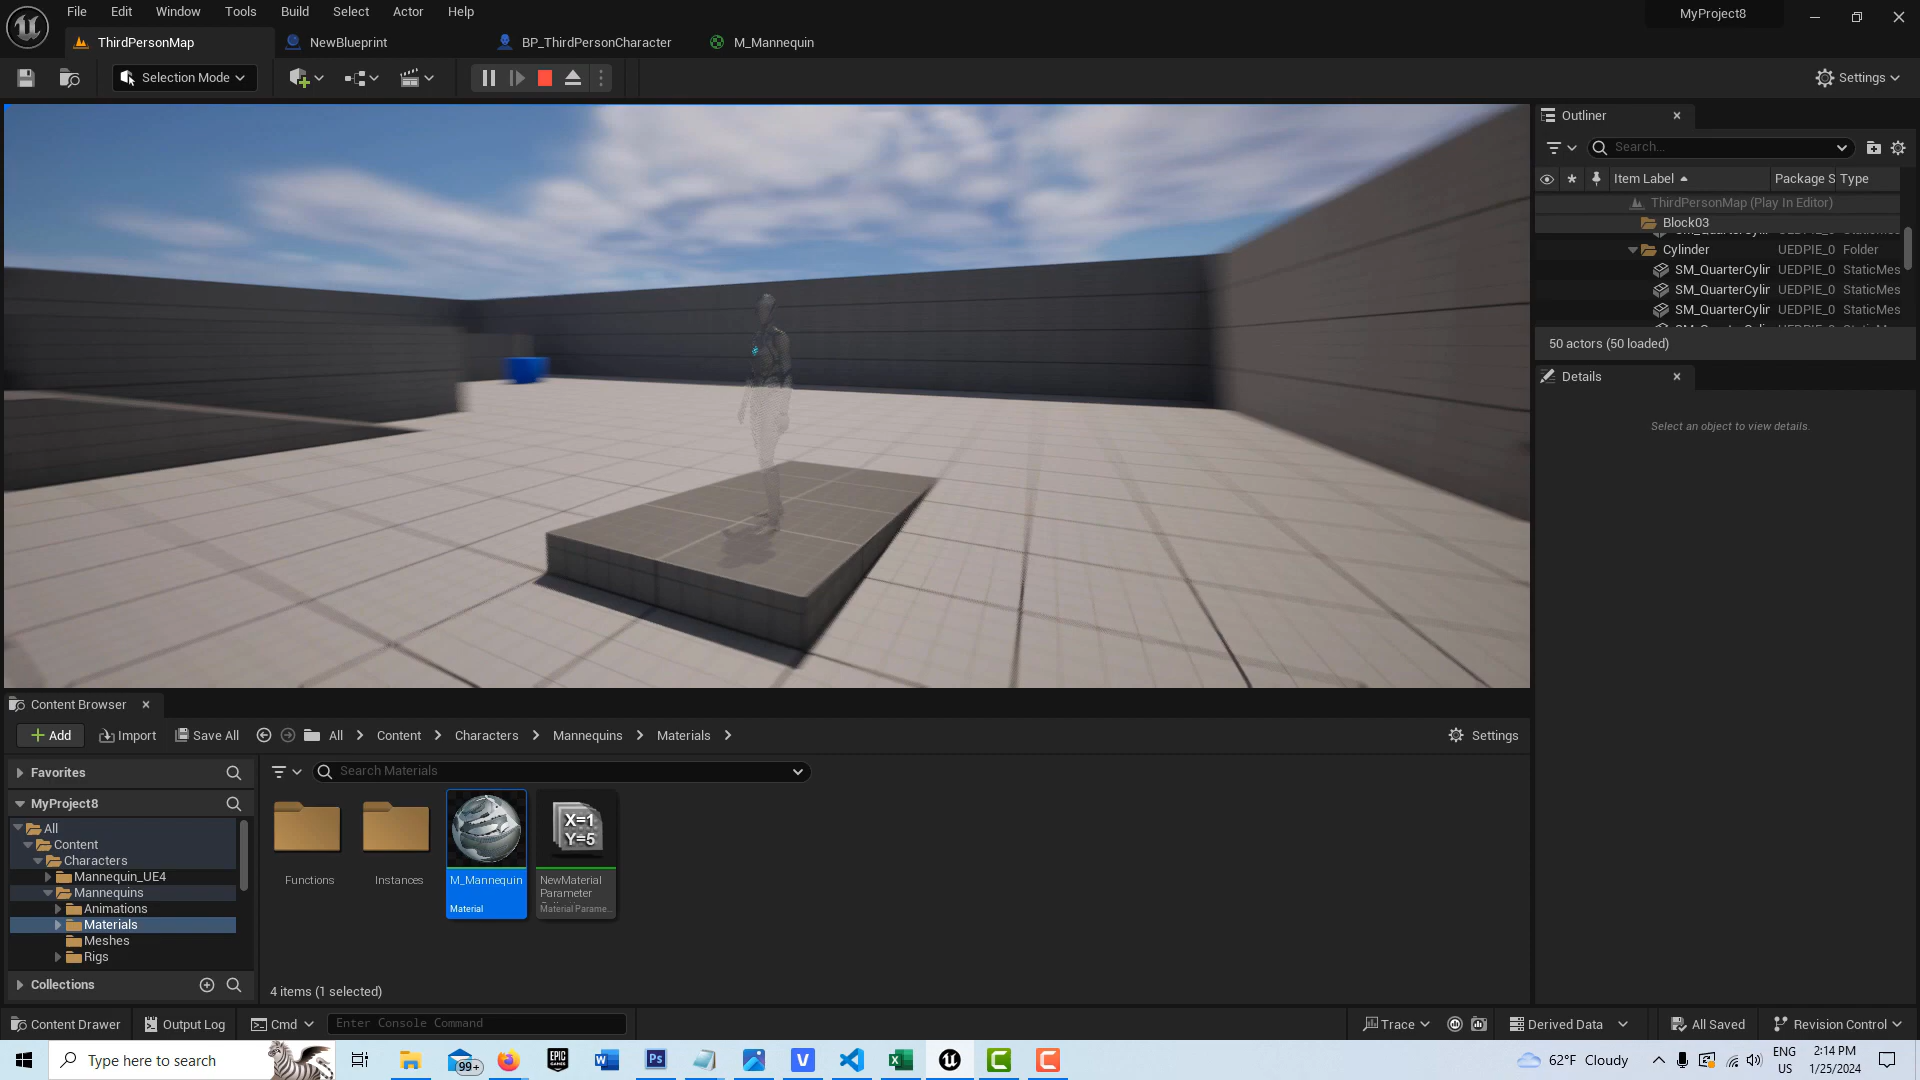 File Edit Window Tools Build Select Actor Help
MyProject8
ThirdPersonMap
NewBlueprint
BP_ThirdPersonCharacter
M_Mannequin
Selection Mode
Settings
Outliner
Search...
Item Label
Package S
Type
ThirdPersonMap (Play In Editor)
Block03
Cylinder UEDPIE_0 Folder
SM_QuarterCylin UEDPIE_0 StaticMes
SM_QuarterCylin UEDPIE_0 StaticMes
SM_QuarterCylin UEDPIE_0 StaticMes
50 actors (50 loaded)
Details
Select an object to view details.
Content Browser
Add
Import
Save All
All
Content
Characters
Mannequins
Materials
Settings
Favorites
Search Materials
MyProject8
All
Content
Characters
Mannequin_UE4
Mannequins
Animations
Materials
Meshes
Rigs
Collections
Functions
Instances
M_Mannequin
Material
X=1
Y=5
NewMaterial
Parameter
Material Parame...
4 items (1 selected)
Content Drawer
Output Log
Cmd
Enter Console Command
Trace
Derived Data
All Saved
Revision Control
Type here to search
99+
62°F Cloudy
ENG
US
2:14 PM
1/25/2024